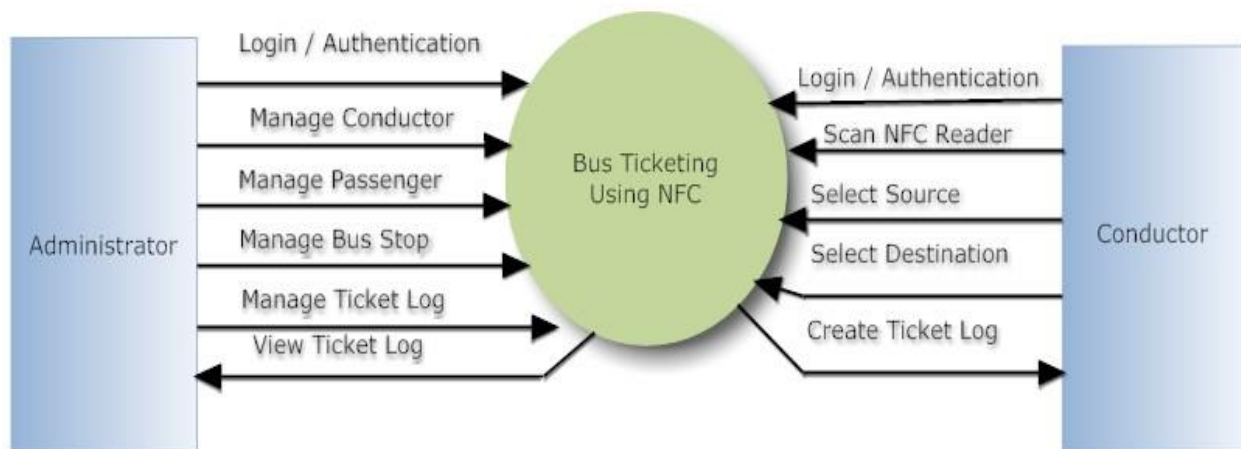 Administrator
Login / Authentication
Manage Conductor
Manage Passenger
Manage Bus Stop
Manage Ticket Log
View Ticket Log
Bus Ticketing
Using NFC
Login / Authentication
Scan NFC Reader
Select Source
Select Destination
Create Ticket Log
Conductor